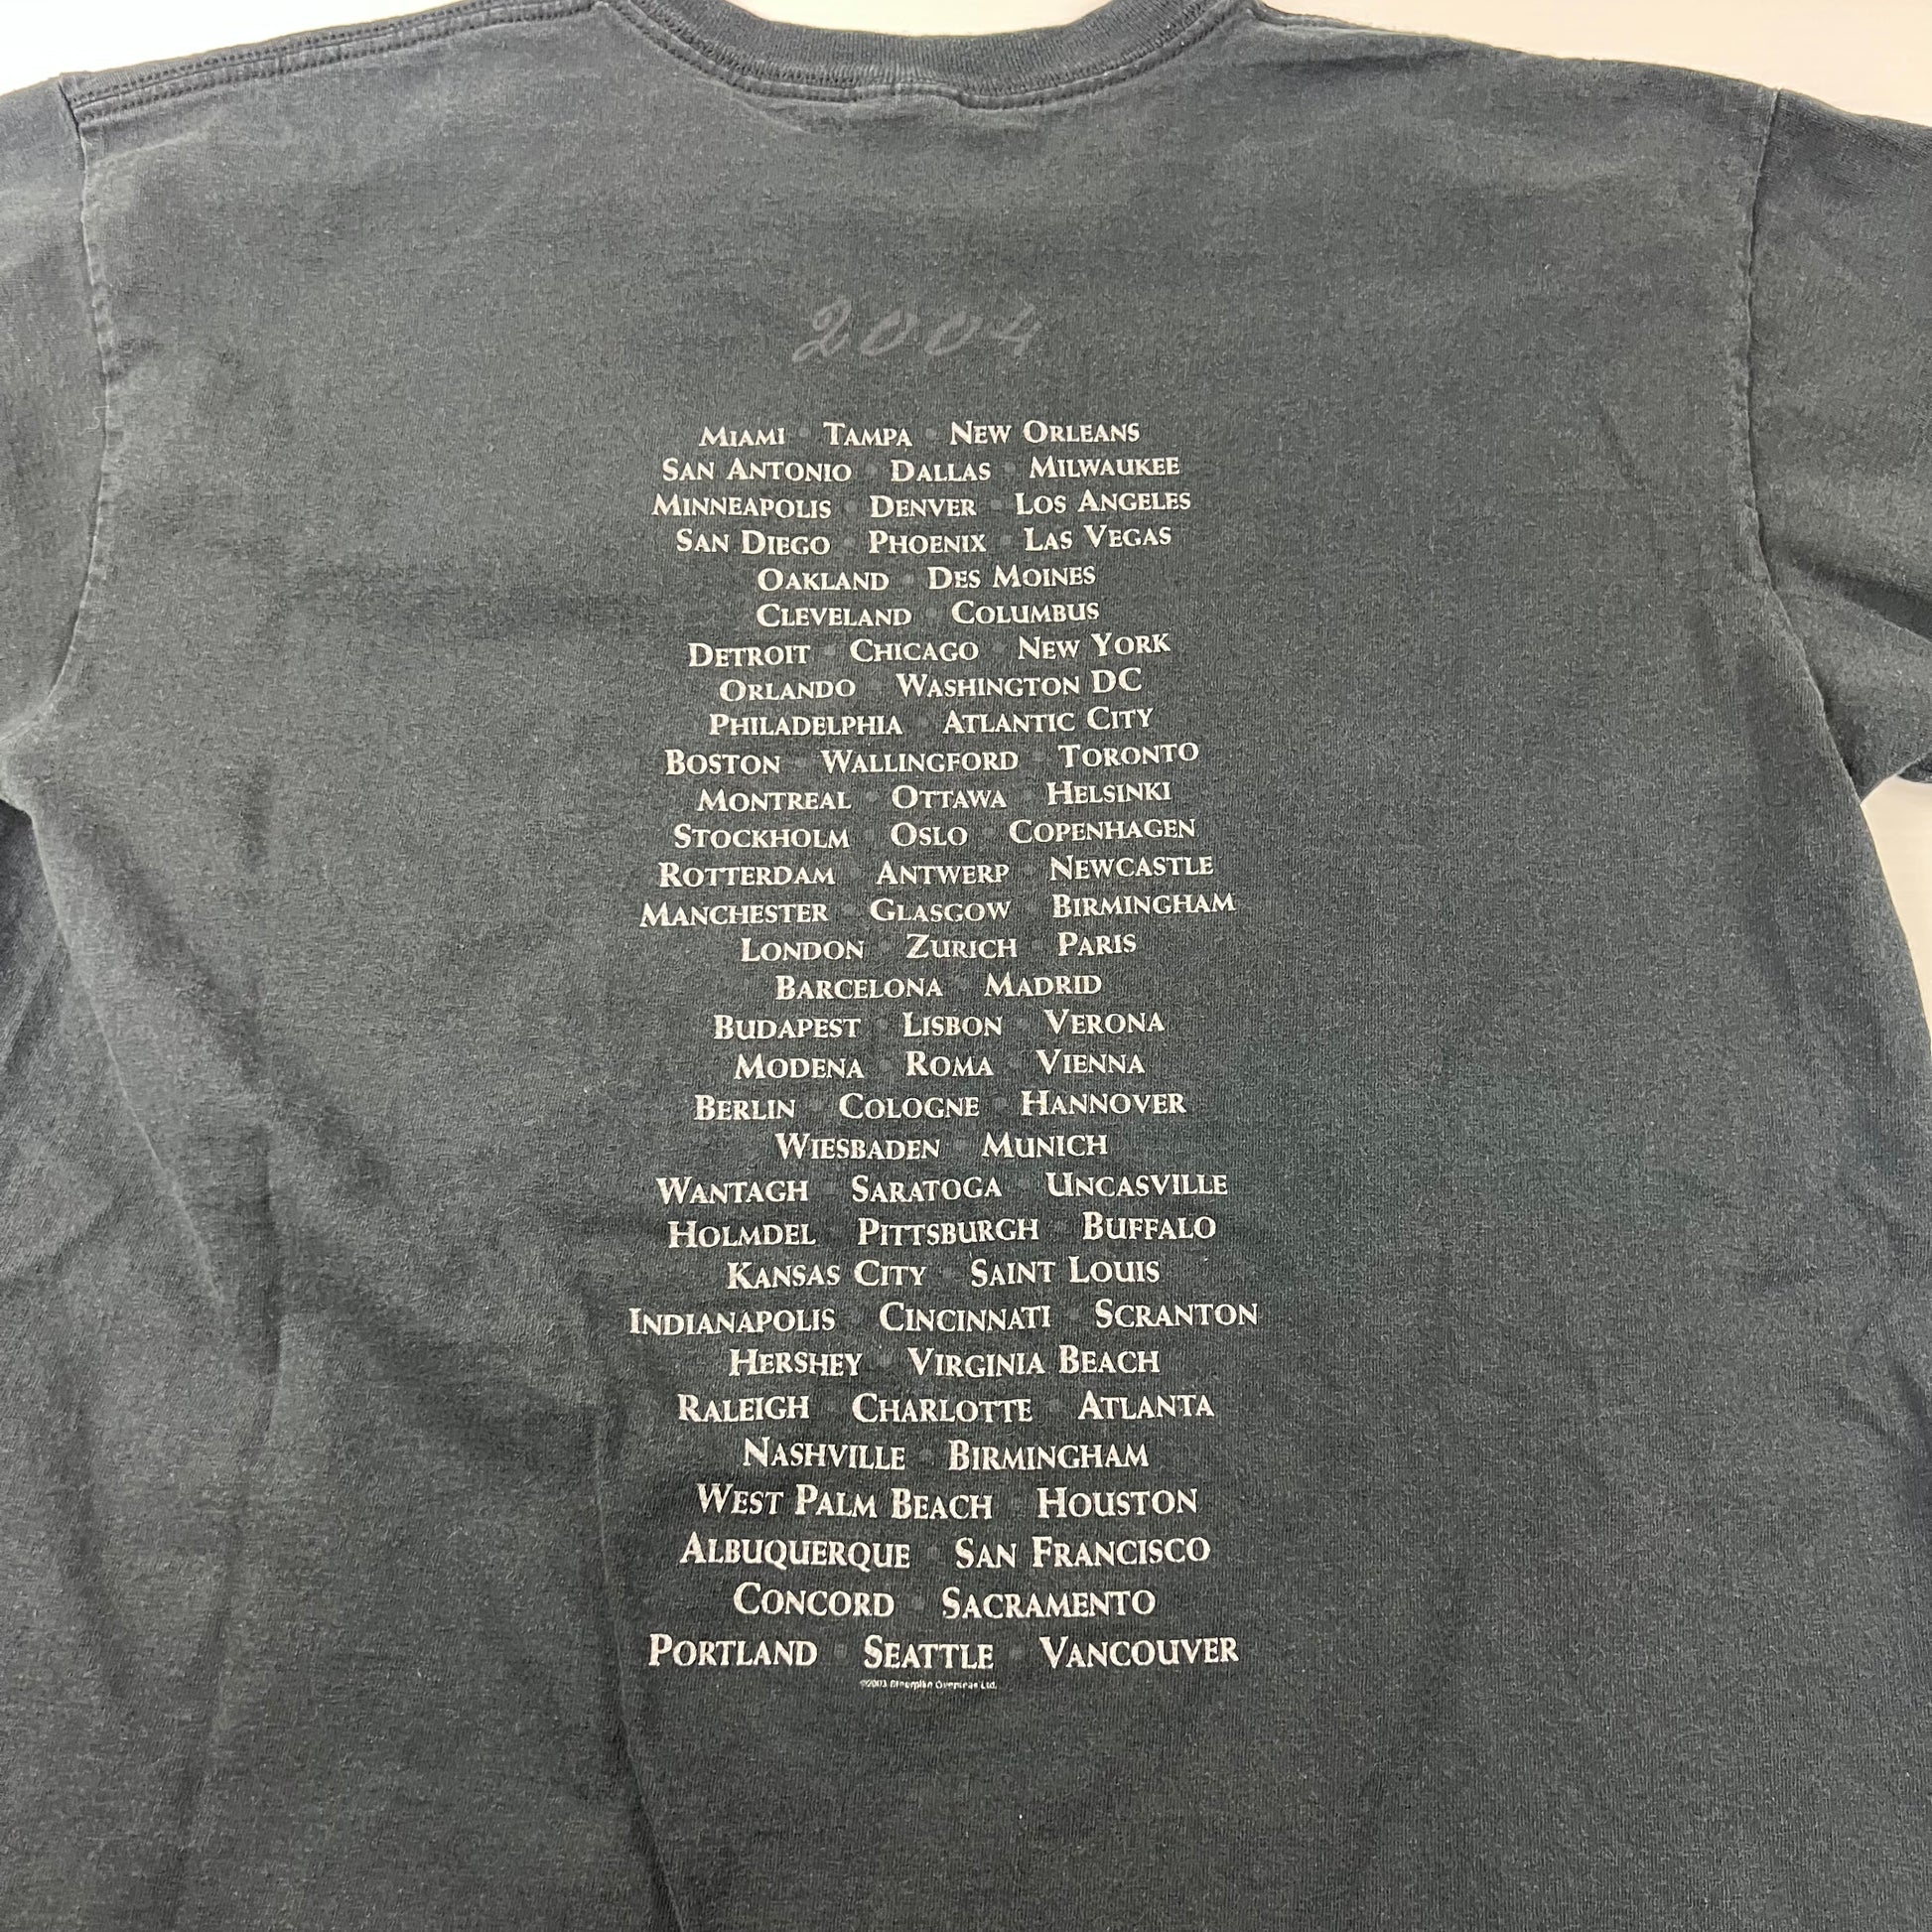 2004
Miami • Tampa • New Orleans
San Antonio • Dallas • Milwaukee
Minneapolis • Denver • Los Angeles
San Diego • Phoenix • Las Vegas
Oakland • Des Moines
Cleveland • Columbus
Detroit • Chicago • New York
Orlando • Washington DC
Philadelphia • Atlantic City
Boston • Wallingford • Toronto
Montreal • Ottawa • Helsinki
Stockholm • Oslo • Copenhagen
Rotterdam • Antwerp • Newcastle
Manchester • Glasgow • Birmingham
London • Zurich • Paris
Barcelona • Madrid
Budapest • Lisbon • Verona
Modena • Roma • Vienna
Berlin • Cologne • Hannover
Wiesbaden • Munich
Wantagh • Saratoga • Uncasville
Holmdel • Pittsburgh • Buffalo
Kansas City • Saint Louis
Indianapolis • Cincinnati • Scranton
Hershey • Virginia Beach
Raleigh • Charlotte • Atlanta
Nashville • Birmingham
West Palm Beach • Houston
Albuquerque • San Francisco
Concord • Sacramento
Portland • Seattle • Vancouver
©2003 Overseas Ltd.